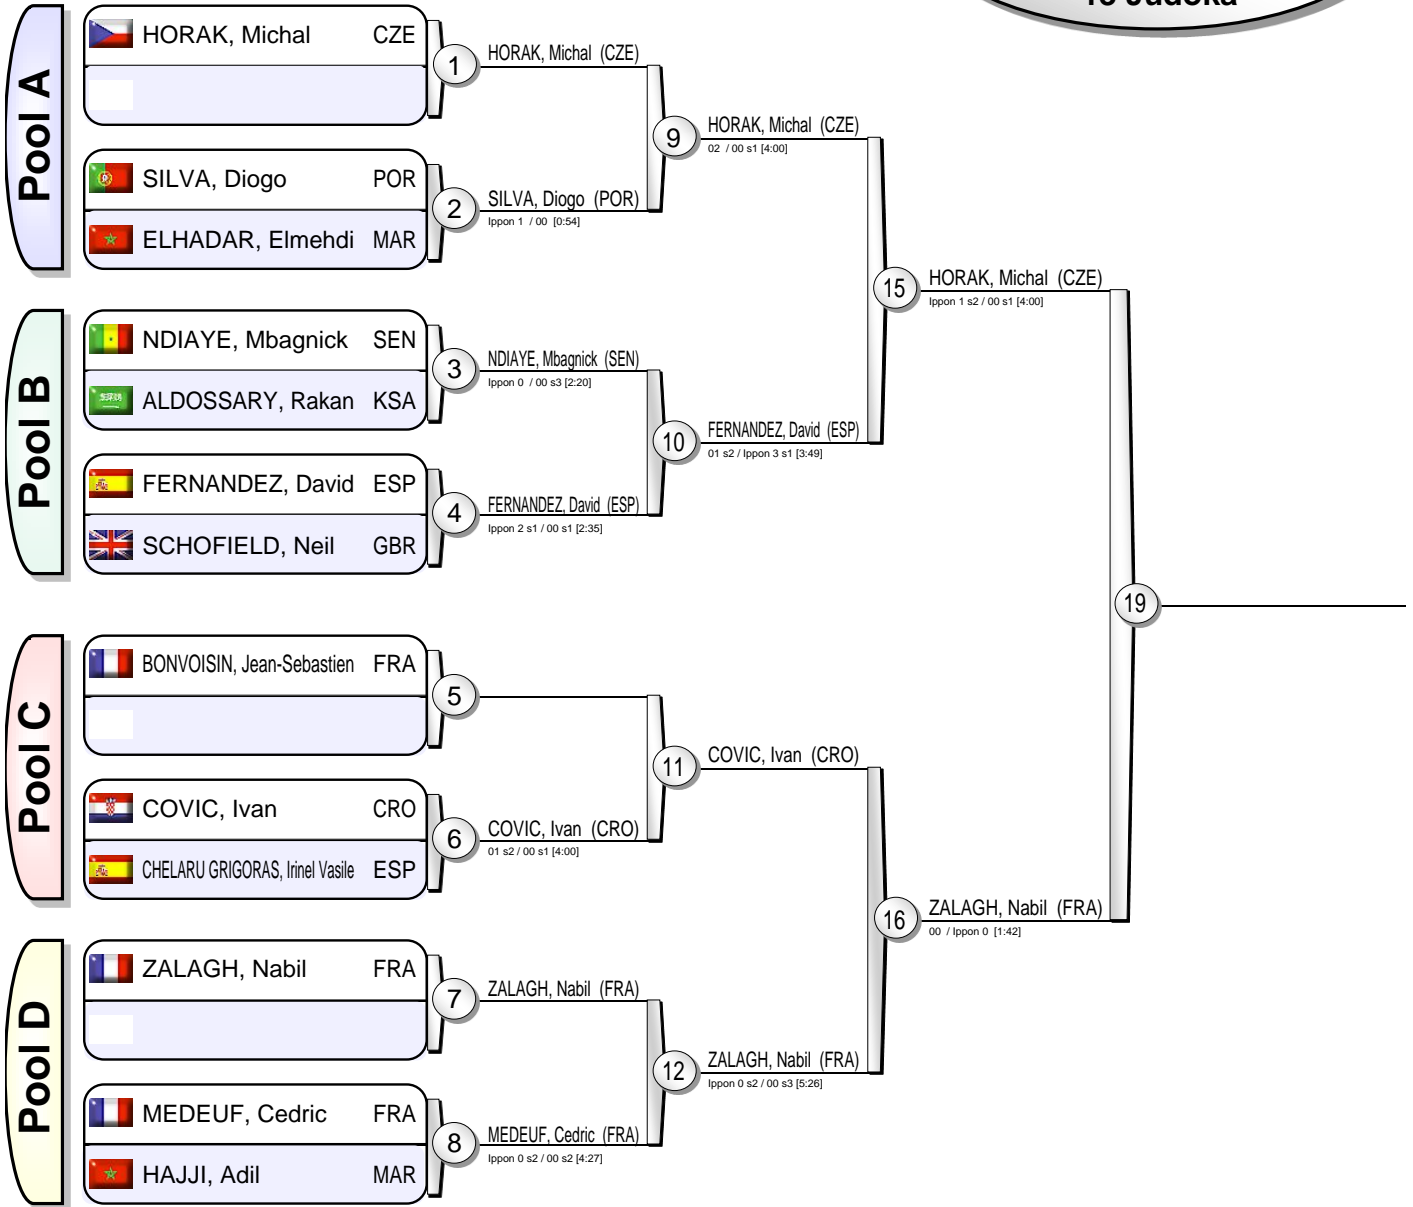 Pool A
HORAK, Michal CZE
1
HORAK, Michal (CZE)
SILVA, Diogo POR
ELHADAR, Elmehdi MAR
2
SILVA, Diogo (POR)
Ippon 1 / 00 [0:54]
9
HORAK, Michal (CZE)
02 / 00 s1 [4:00]
Pool B
NDIAYE, Mbagnick SEN
ALDOSSARY, Rakan KSA
3
NDIAYE, Mbagnick (SEN)
Ippon 0 / 00 s3 [2:20]
FERNANDEZ, David ESP
SCHOFIELD, Neil GBR
4
FERNANDEZ, David (ESP)
Ippon 2 s1 / 00 s1 [2:35]
10
FERNANDEZ, David (ESP)
01 s2 / Ippon 3 s1 [3:49]
15
HORAK, Michal (CZE)
Ippon 1 s2 / 00 s1 [4:00]
Pool C
BONVOISIN, Jean-Sebastien FRA
5
COVIC, Ivan CRO
CHELARU GRIGORAS, Irinel Vasile ESP
6
COVIC, Ivan (CRO)
01 s2 / 00 s1 [4:00]
11
COVIC, Ivan (CRO)
Pool D
ZALAGH, Nabil FRA
7
ZALAGH, Nabil (FRA)
MEDEUF, Cedric FRA
HAJJI, Adil MAR
8
MEDEUF, Cedric (FRA)
Ippon 0 s2 / 00 s2 [4:27]
12
ZALAGH, Nabil (FRA)
Ippon 0 s2 / 00 s3 [5:26]
16
ZALAGH, Nabil (FRA)
00 / Ippon 0 [1:42]
19